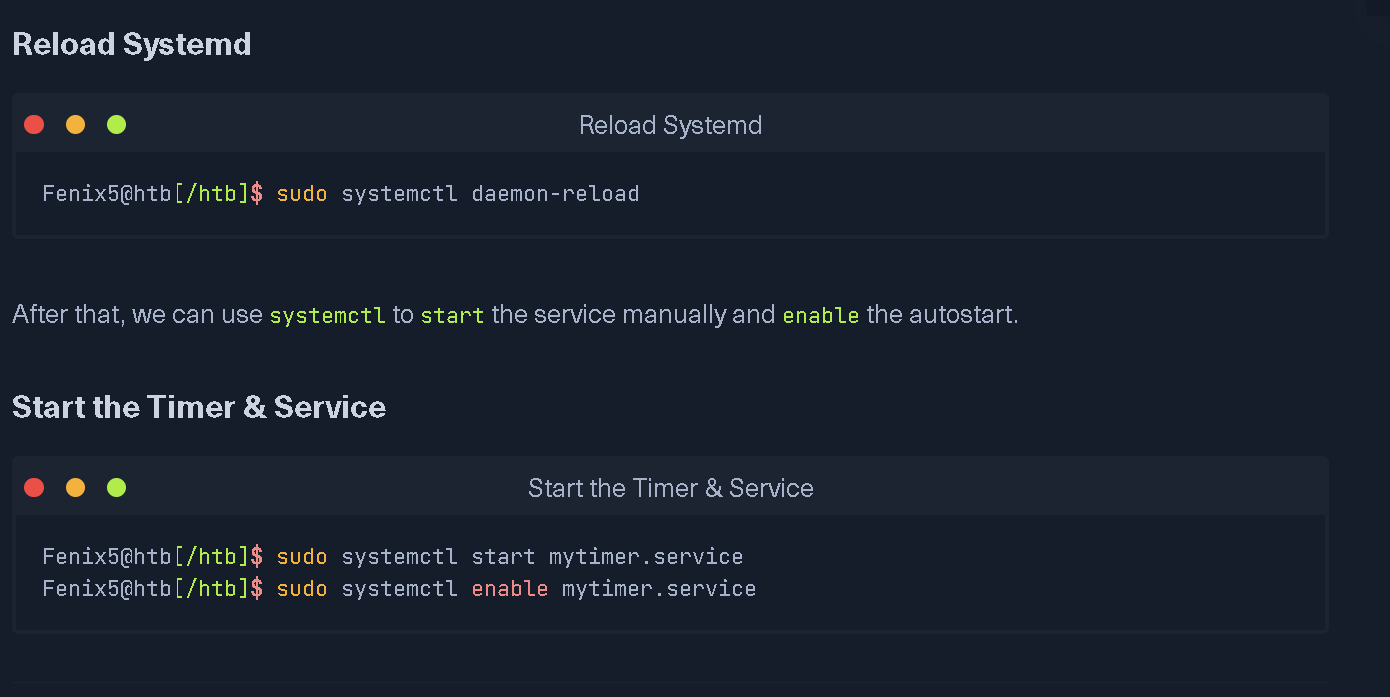 Reload Systemd
Reload Systemd
Fenix5@htb[/htb]$ sudo systemctl daemon-reload
After that, we can use systemctl to start the service manually and enable the autostart.
Start the Timer & Service
Start the Timer & Service
Fenix5@htb[/htb]$ sudo systemctl start mytimer.service
Fenix5@htb[/htb]$ sudo systemctl enable mytimer.service